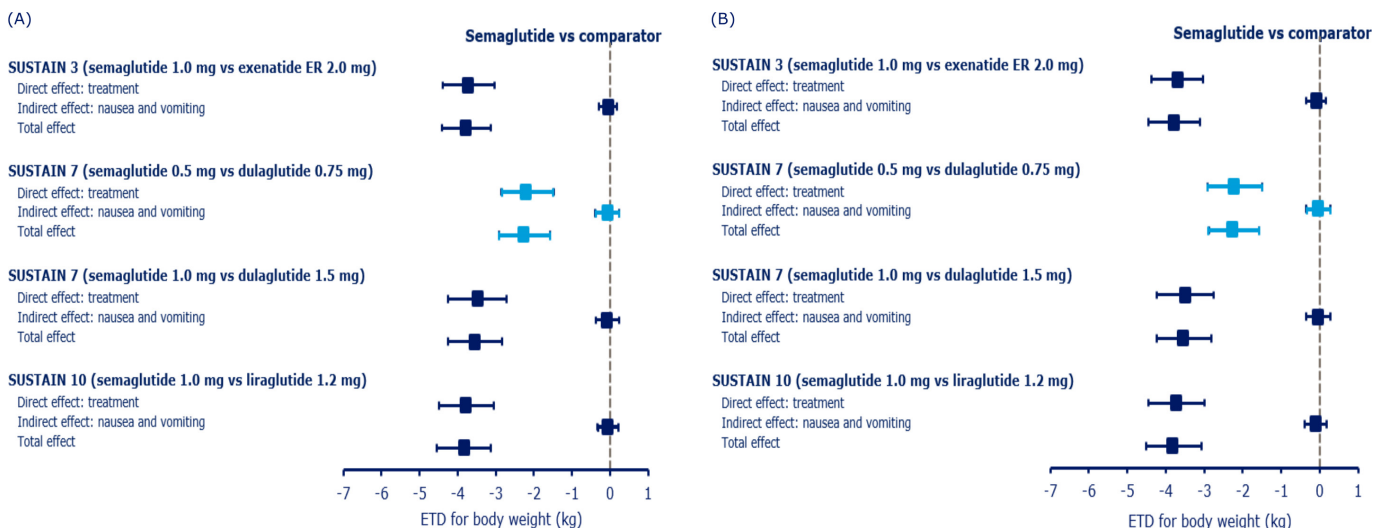 (A)
Semaglutide vs comparator
SUSTAIN 3 (semaglutide 1.0 mg vs exenatide ER 2.0 mg)
Direct effect: treatment
Indirect effect: nausea and vomiting
Total effect
SUSTAIN 7 (semaglutide 0.5 mg vs dulaglutide 0.75 mg)
Direct effect: treatment
Indirect effect: nausea and vomiting
Total effect
SUSTAIN 7 (semaglutide 1.0 mg vs dulaglutide 1.5 mg)
Direct effect: treatment
Indirect effect: nausea and vomiting
Total effect
SUSTAIN 10 (semaglutide 1.0 mg vs liraglutide 1.2 mg)
Direct effect: treatment
Indirect effect: nausea and vomiting
Total effect
-7 -6 -5 -4 -3 -2 -1 0 1
ETD for body weight (kg)
(B)
Semaglutide vs comparator
SUSTAIN 3 (semaglutide 1.0 mg vs exenatide ER 2.0 mg)
Direct effect: treatment
Indirect effect: nausea and vomiting
Total effect
SUSTAIN 7 (semaglutide 0.5 mg vs dulaglutide 0.75 mg)
Direct effect: treatment
Indirect effect: nausea and vomiting
Total effect
SUSTAIN 7 (semaglutide 1.0 mg vs dulaglutide 1.5 mg)
Direct effect: treatment
Indirect effect: nausea and vomiting
Total effect
SUSTAIN 10 (semaglutide 1.0 mg vs liraglutide 1.2 mg)
Direct effect: treatment
Indirect effect: nausea and vomiting
Total effect
-7 -6 -5 -4 -3 -2 -1 0 1
ETD for body weight (kg)